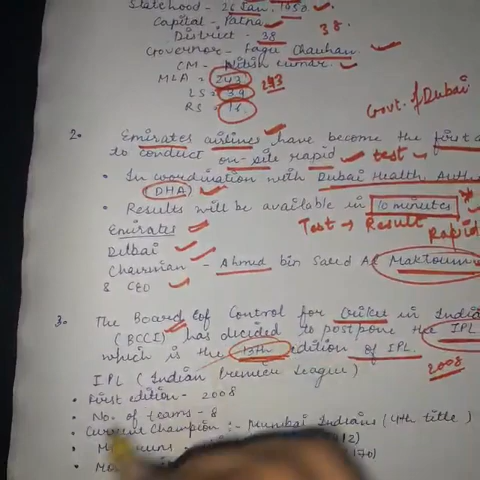 Statehood - 26 Jan, 1950
Capital - Patna
District - 38
38.
Governor - Fagu Chauhan
CM - Nitish Kumar
MLA = 243
243
LS =
RS = 16
Govt. of Dubai
2. Emirates airlines have become the first a
to conduct on-site rapid test
• In coordination with Dubai Health Auth
(DHA)
• Results will be available in 10 minutes
Test → Result
Rapid
Emirates
Dubai
Chairman - Ahmed bin Saeed Al Maktoum
& CEO
3. The Board of Control for Cricket in India
(BCCI) has decided to postpone the IPL
which is the 13th edition of IPL.
2008
IPL (Indian Premier League)
• First edition - 2008
• No. of teams - 8
• Current Champion :- Mumbai Indians (4th title)